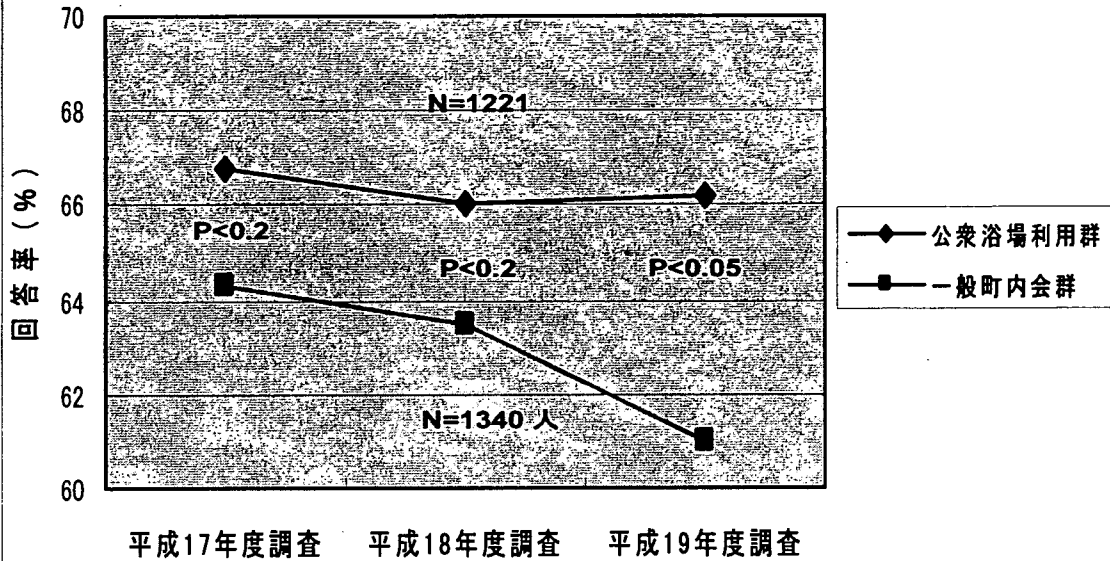 70
68
66
64
62
60
回答率(%)
N=1221
P<0.2
P<0.2
P<0.05
N=1340 人
平成17年度調査
平成18年度調査
平成19年度調査
公衆浴場利用群
一般町内会群